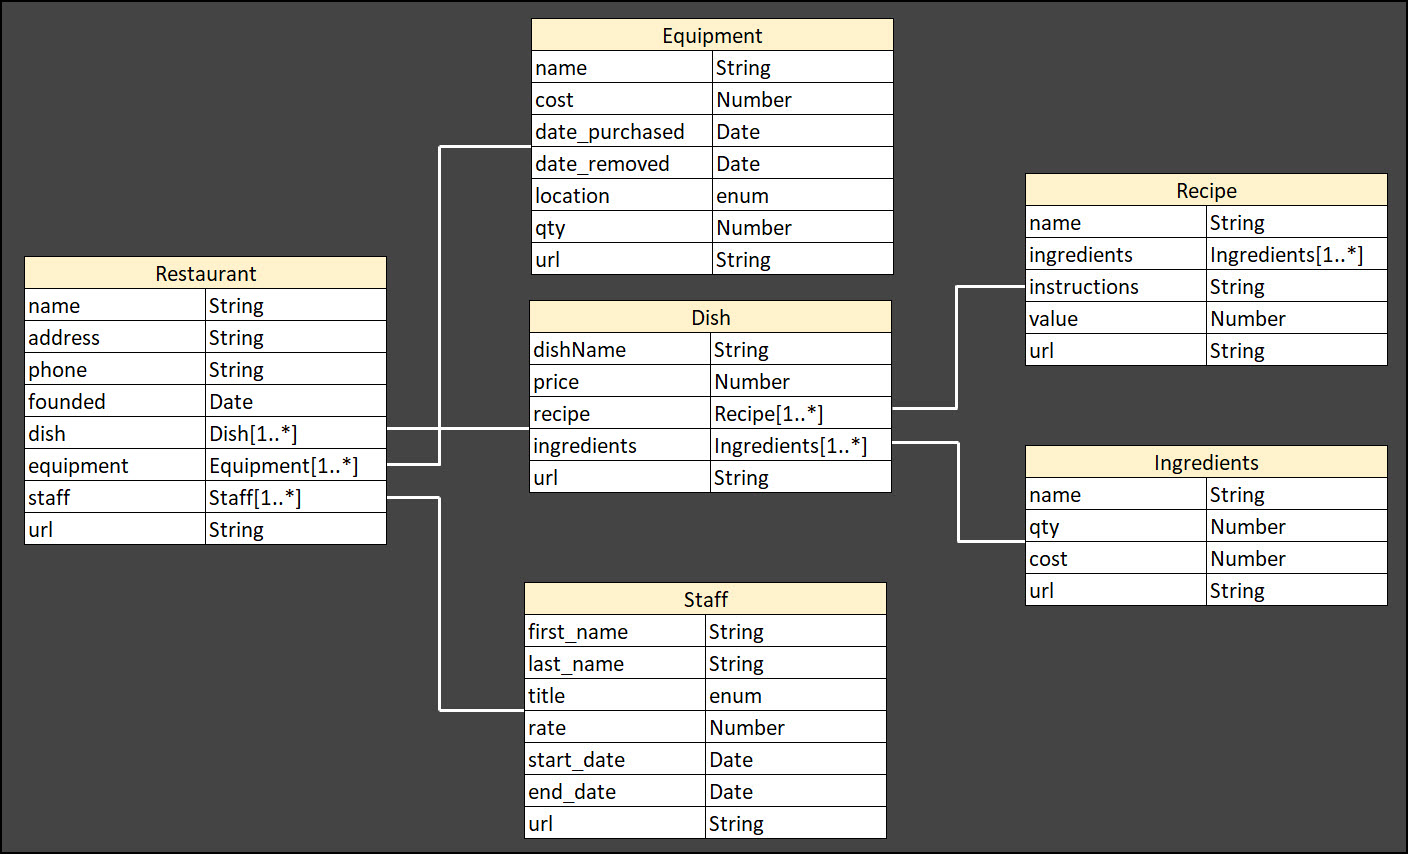 Equipment
name String
cost Number
date_purchased Date
date_removed Date
location enum
qty Number
url String
Restaurant
name String
address String
phone String
founded Date
dish Dish[1..*]
equipment Equipment[1..*]
staff Staff[1..*]
url String
Dish
dishName String
price Number
recipe Recipe[1..*]
ingredients Ingredients[1..*]
url String
Staff
first_name String
last_name String
title enum
rate Number
start_date Date
end_date Date
url String
Recipe
name String
ingredients Ingredients[1..*]
instructions String
value Number
url String
Ingredients
name String
qty Number
cost Number
url String